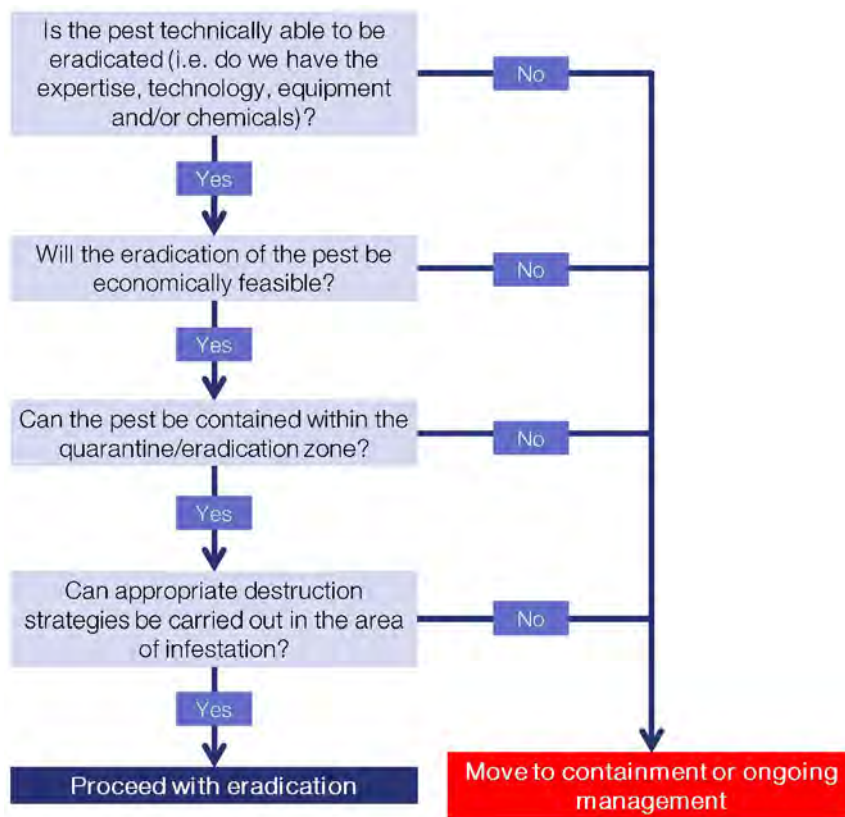 Is the pest technically able to be
eradicated (i.e. do we have the
expertise, technology, equipment
and/or chemicals)?
No
Yes
Will the eradication of the pest be
economically feasible?
No
Yes
Can the pest be contained within the
quarantine/eradication zone?
No
Yes
Can appropriate destruction
strategies be carried out in the area
of infestation?
No
Yes
Proceed with eradication
Move to containment or ongoing
management